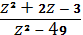 z² + 2z − 3
z² − 49